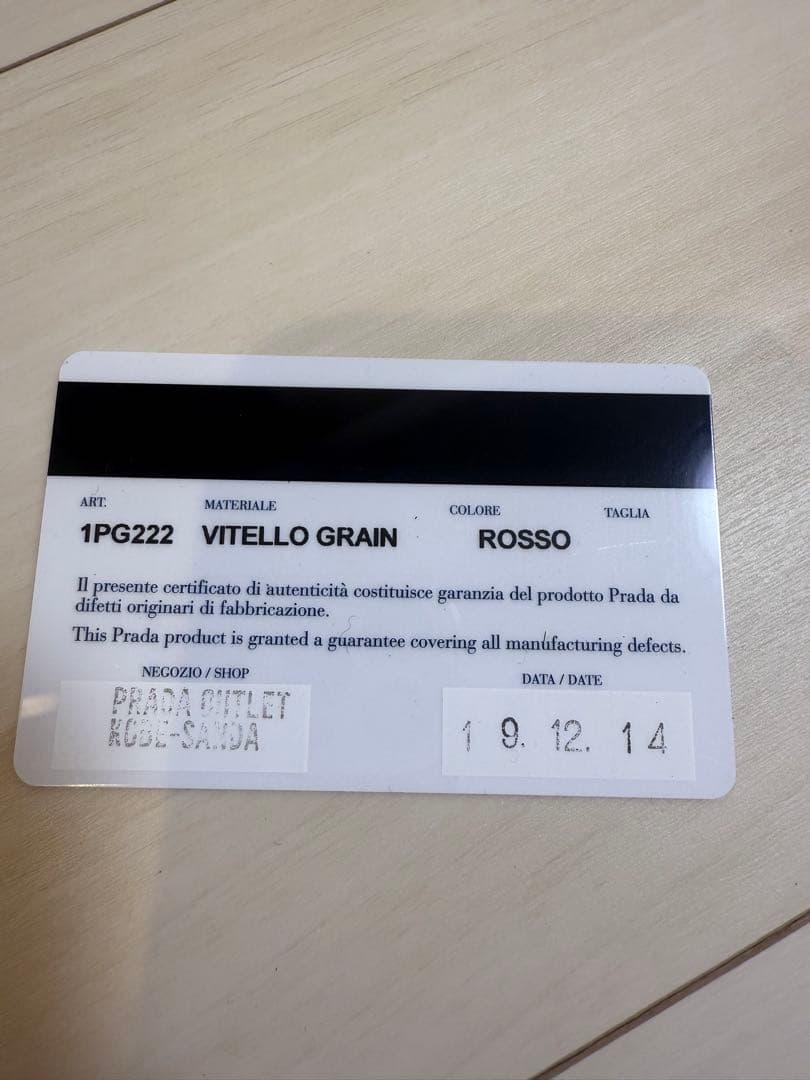 ART. MATERIALE COLORE TAGLIA
1PG222 VITELLO GRAIN ROSSO
Il presente certificato di autenticità costituisce garanzia del prodotto Prada da
difetti originari di fabbricazione.
This Prada product is granted a guarantee covering all manufacturing defects.
NEGOZIO / SHOP
PRADA OUTLET
KOBE-SANDA
DATA / DATE
19. 12. 14